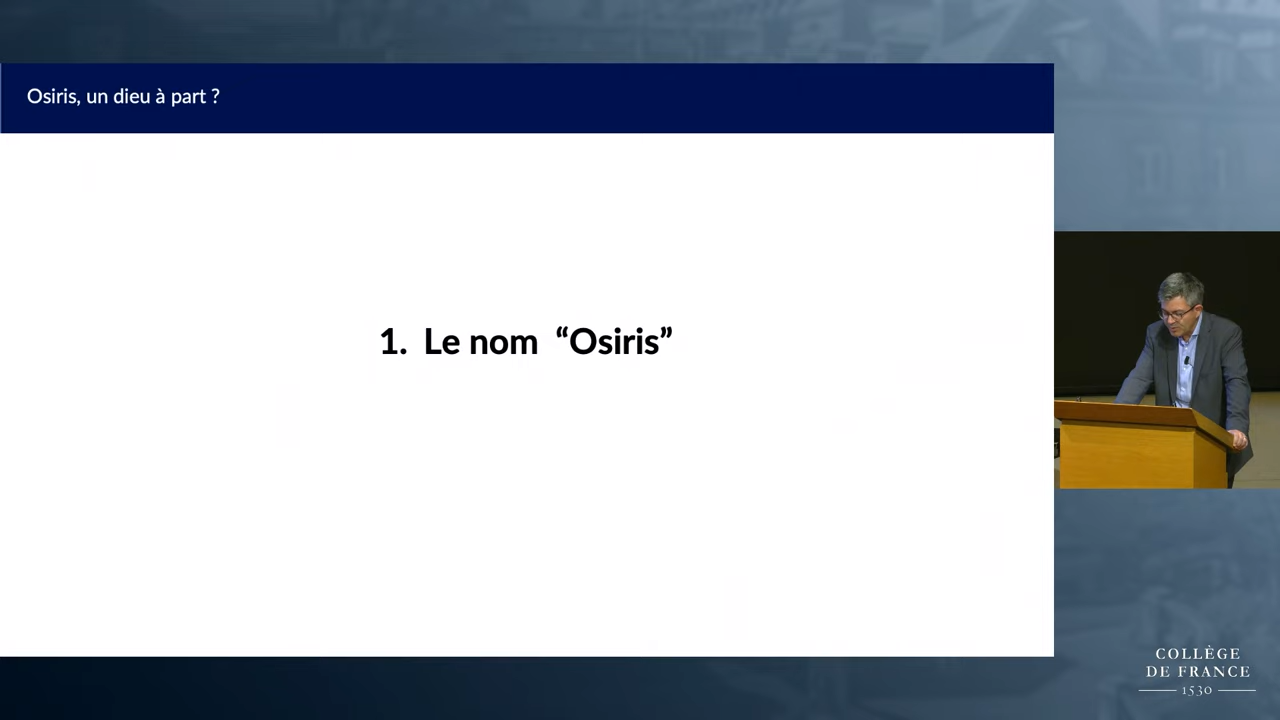 Osiris, un dieu à part ?
1. Le nom “Osiris”
COLLÈGE
DE FRANCE
1530